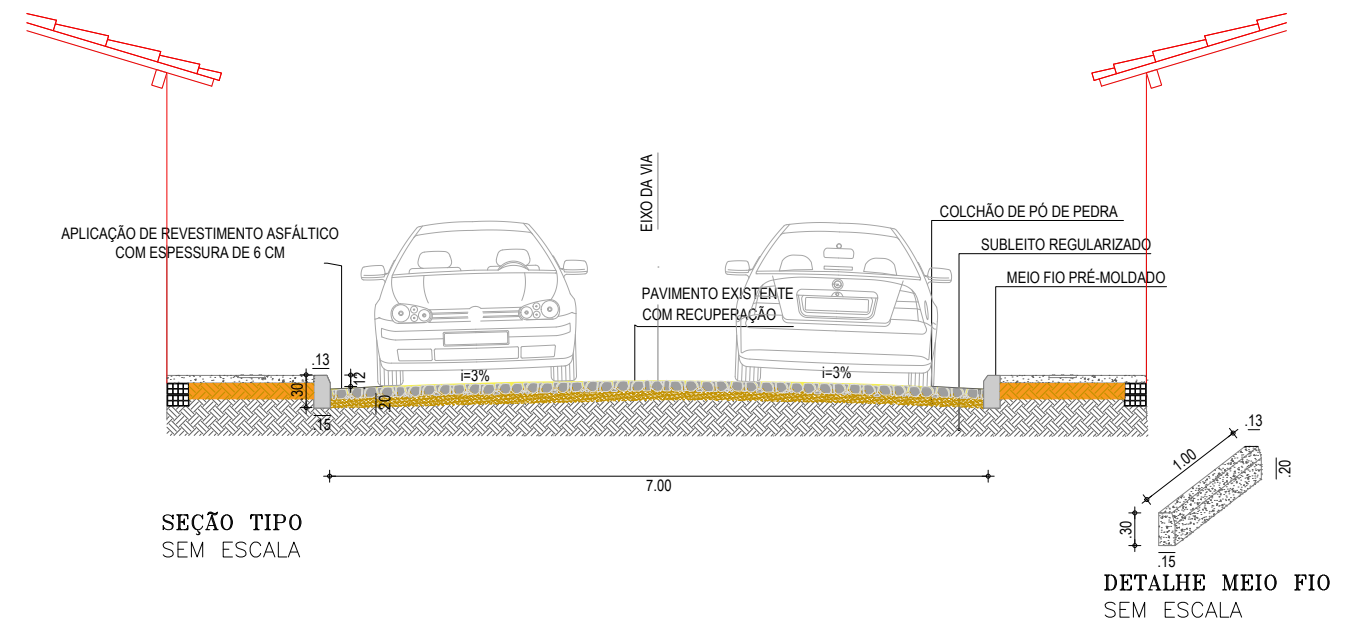 EIXO DA VIA
APLICAÇÃO DE REVESTIMENTO ASFÁLTICO
COM ESPESSURA DE 6 CM
COLCHÃO DE PÓ DE PEDRA
SUBLEITO REGULARIZADO
MEIO FIO PRÉ-MOLDADO
PAVIMENTO EXISTENTE
COM RECUPERAÇÃO
.13
.30
12
i=3%
i=3%
20
.15
7.00
SEÇÃO TIPO
SEM ESCALA
.13
1.00
.20
.30
.15
DETALHE MEIO FIO
SEM ESCALA